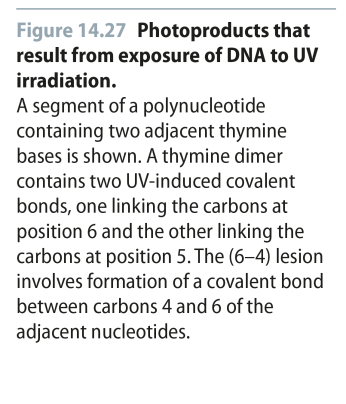 Figure 14.27 Photoproducts that
result from exposure of DNA to UV
irradiation.
A segment of a polynucleotide
containing two adjacent thymine
bases is shown. A thymine dimer
contains two UV-induced covalent
bonds, one linking the carbons at
position 6 and the other linking the
carbons at position 5. The (6–4) lesion
involves formation of a covalent bond
between carbons 4 and 6 of the
adjacent nucleotides.